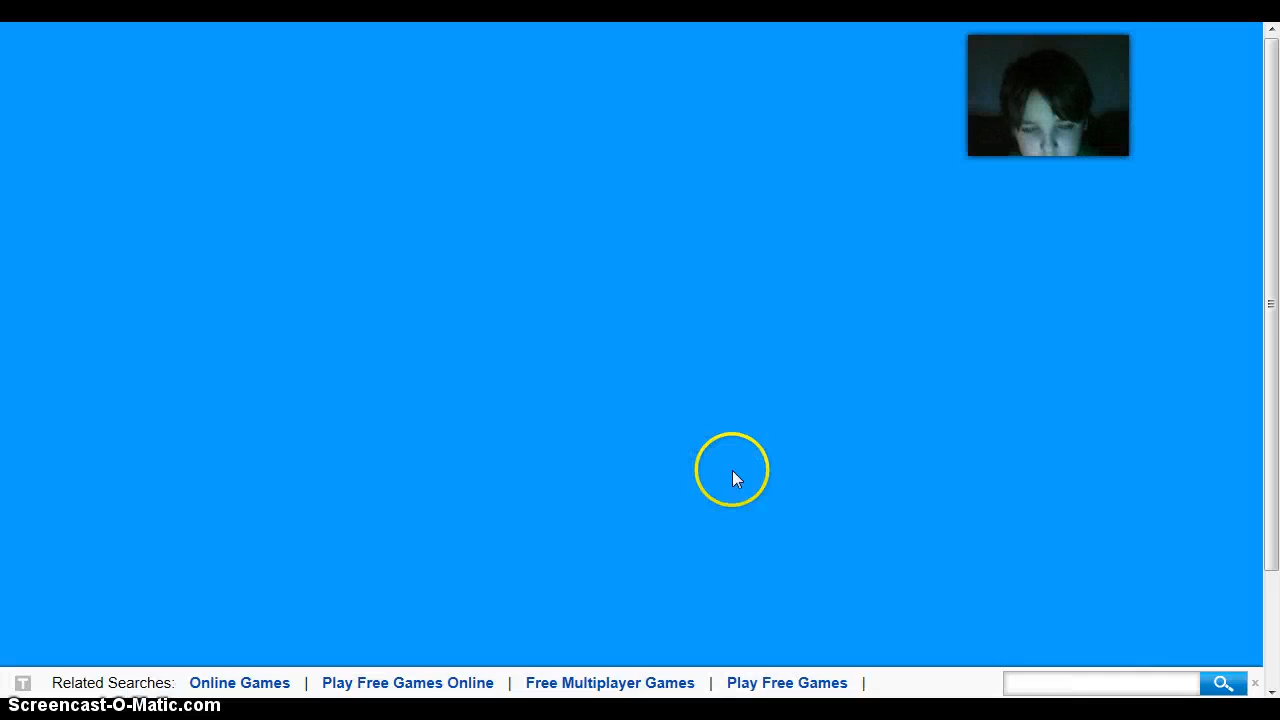 T Related Searches: Online Games | Play Free Games Online | Free Multiplayer Games | Play Free Games | x
Screencast-O-Matic.com